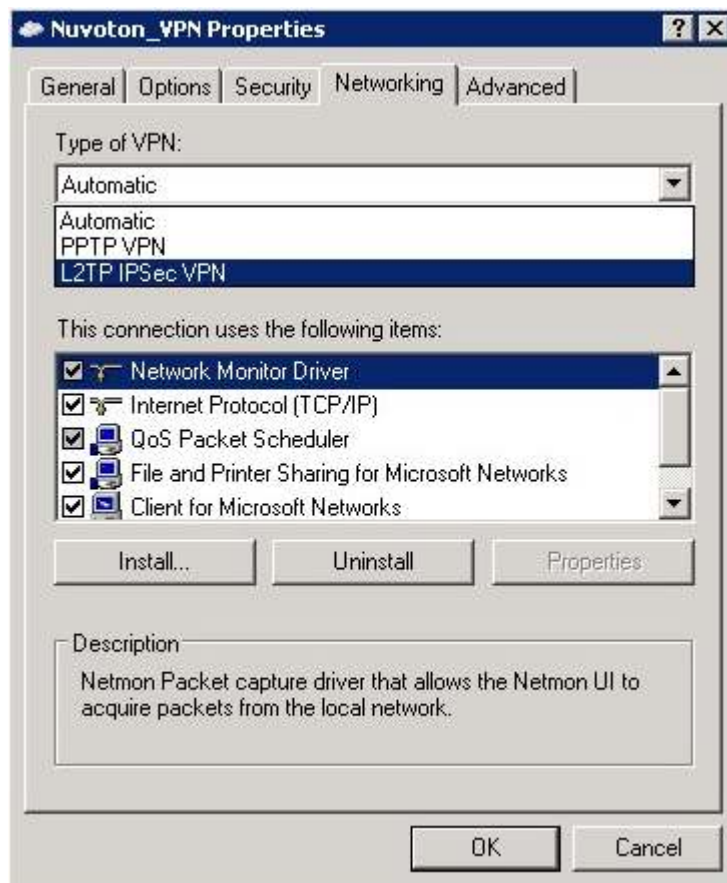 Nuvoton_VPN Properties
General Options Security Networking Advanced
Type of VPN:
Automatic
Automatic
PPTP VPN
L2TP IPSec VPN
This connection uses the following items:
Network Monitor Driver
Internet Protocol (TCP/IP)
QoS Packet Scheduler
File and Printer Sharing for Microsoft Networks
Client for Microsoft Networks
Install... Uninstall Properties
Description
Netmon Packet capture driver that allows the Netmon UI to
acquire packets from the local network.
OK Cancel